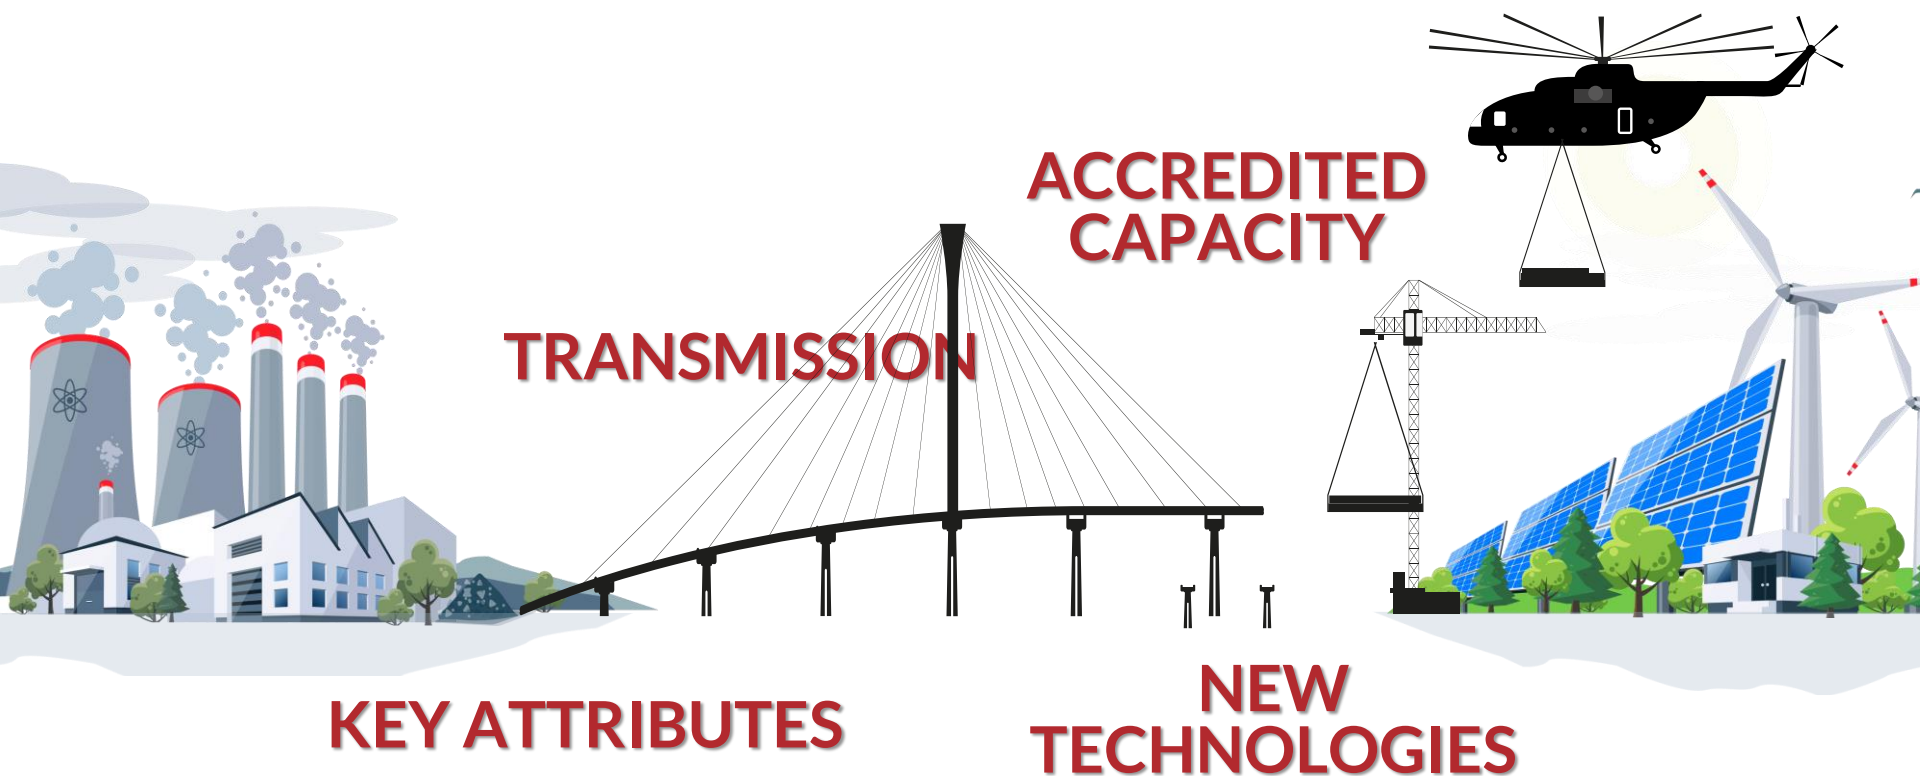 ACCREDITED
CAPACITY
TRANSMISSION
KEY ATTRIBUTES
NEW
TECHNOLOGIES